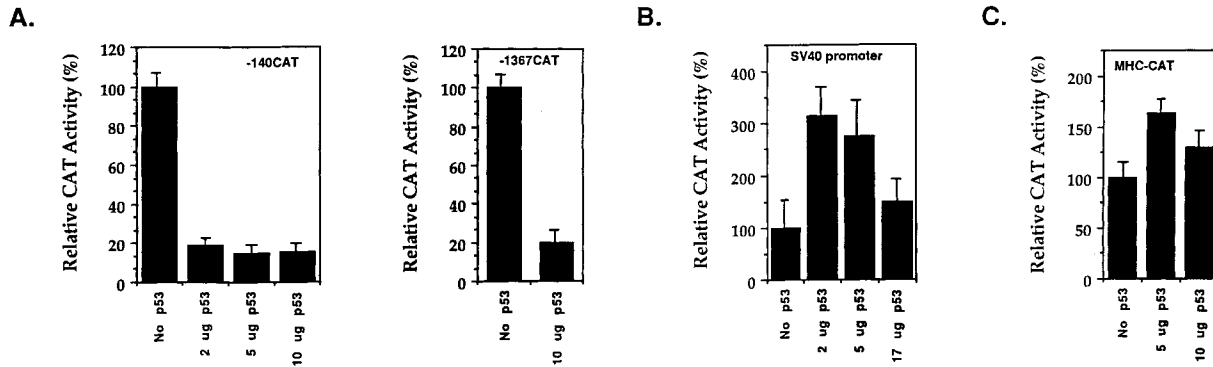 A.
Relative CAT Activity (%)
120
100
80
60
40
20
0
-140CAT
No p53
2 ug p53
5 ug p53
10 ug p53
Relative CAT Activity (%)
120
100
80
60
40
20
0
-1367CAT
No p53
10 ug p53
B.
Relative CAT Activity (%)
400
300
200
100
0
SV40 promoter
No p53
2 ug p53
5 ug p53
17 ug p53
C.
Relative CAT Activity (%)
200
150
100
50
0
MHC-CAT
No p53
5 ug p53
10 ug p53